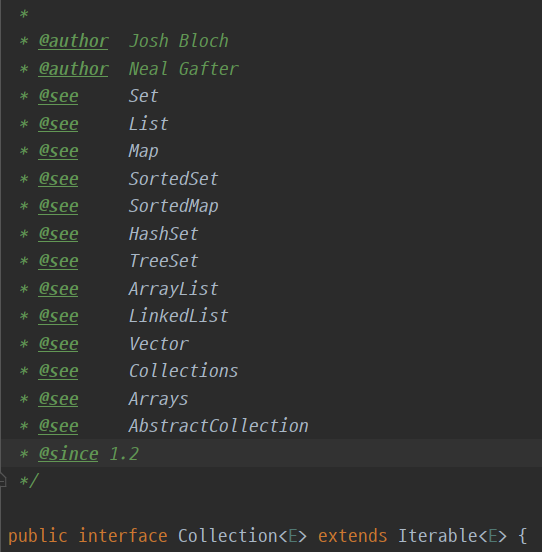 *
* @author  Josh Bloch
* @author  Neal Gafter
* @see     Set
* @see     List
* @see     Map
* @see     SortedSet
* @see     SortedMap
* @see     HashSet
* @see     TreeSet
* @see     ArrayList
* @see     LinkedList
* @see     Vector
* @see     Collections
* @see     Arrays
* @see     AbstractCollection
* @since 1.2
*/
public interface Collection<E> extends Iterable<E> {